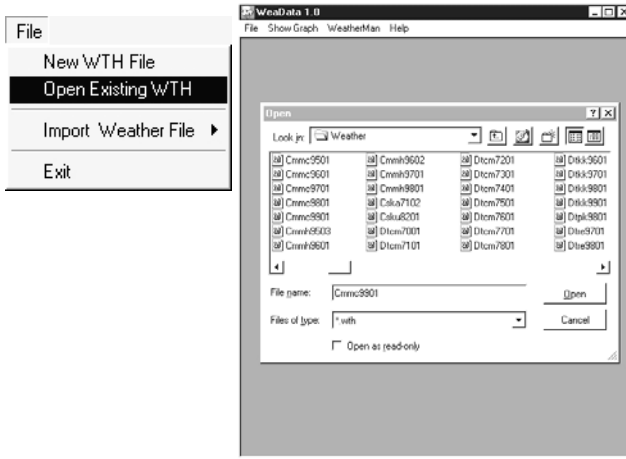 File
New WTH File
Open Existing WTH
Import Weather File
Exit
WeaData 1.0
File Show Graph WeatherMan Help
Open
Look in: Weather
Cmmc9501 Cmmh9602 Dtcm7201 Dtkk9601
Cmmc9601 Cmmh9701 Dtcm7301 Dtkk9701
Cmmc9701 Cmmh9801 Dtcm7401 Dtkk9801
Cmmc9801 Cska7102 Dtcm7501 Dtkk9901
Cmmc9901 Csku8201 Dtcm7601 Dtpk9801
Cmmh9503 Dtcm7001 Dtcm7701 Dtre9701
Cmmh9601 Dtcm7101 Dtcm7801 Dtre9801
File name: Cmmc9901 Open
Files of type: *.wth Cancel
Open as read-only